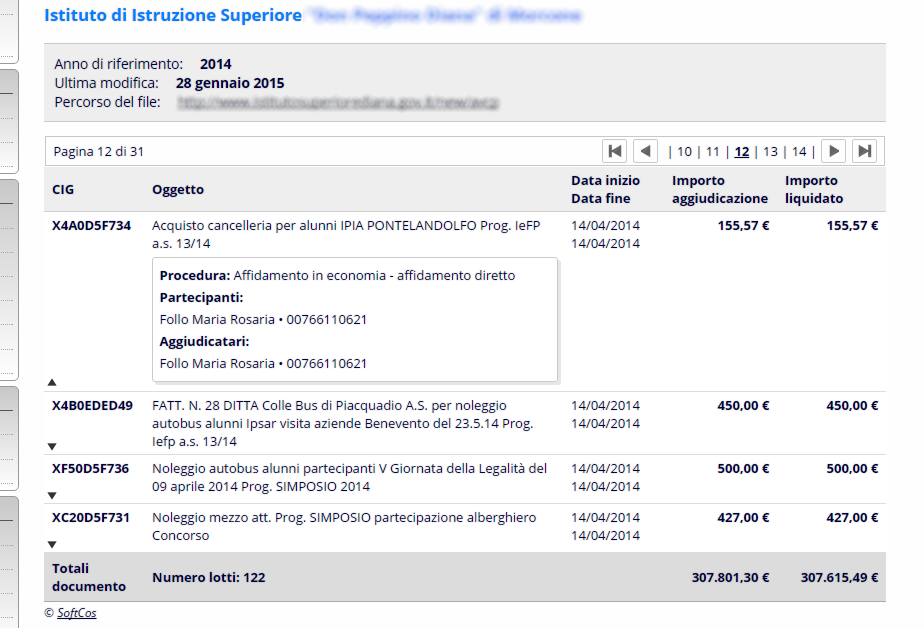 Istituto di Istruzione Superiore
Anno di riferimento: 2014
Ultima modifica: 28 gennaio 2015
Percorso del file:
Pagina 12 di 31 | 10 | 11 | 12 | 13 | 14 |
CIG Oggetto Data inizio Data fine Importo aggiudicazione Importo liquidato
X4A0D5F734 Acquisto cancelleria per alunni IPIA PONTELANDOLFO Prog. IeFP 14/04/2014 155,57 € 155,57 €
a.s. 13/14 14/04/2014
Procedura: Affidamento in economia - affidamento diretto
Partecipanti:
Follo Maria Rosaria • 00766110621
Aggiudicatari:
Follo Maria Rosaria • 00766110621
X4B0EDED49 FATT. N. 28 DITTA Colle Bus di Piacquadio A.S. per noleggio 14/04/2014 450,00 € 450,00 €
autobus alunni Ipsar visita aziende Benevento del 23.5.14 Prog. 14/04/2014
Iefp a.s. 13/14
XF50D5F736 Noleggio autobus alunni partecipanti V Giornata della Legalità del 14/04/2014 500,00 € 500,00 €
09 aprile 2014 Prog. SIMPOSIO 2014 14/04/2014
XC20D5F731 Noleggio mezzo att. Prog. SIMPOSIO partecipazione alberghiero 14/04/2014 427,00 € 427,00 €
Concorso 14/04/2014
Totali documento Numero lotti: 122 307.801,30 € 307.615,49 €
© SoftCos